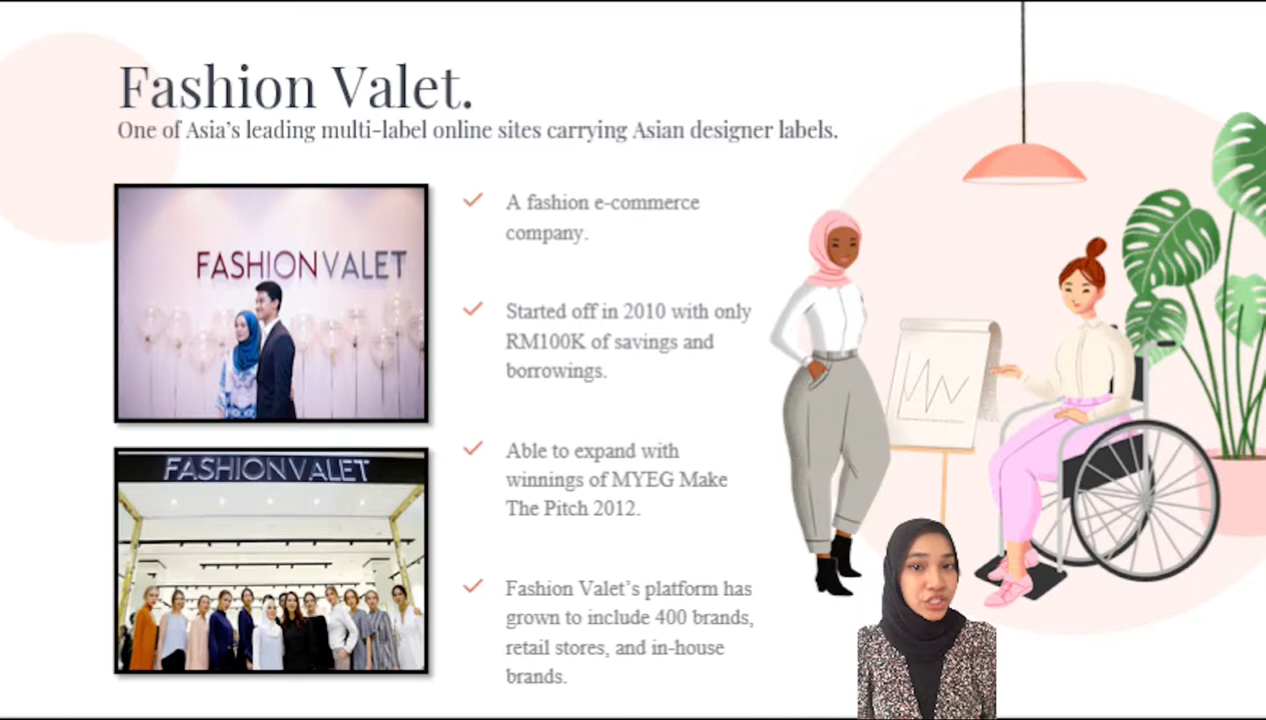 Fashion Valet.
One of Asia's leading multi-label online sites carrying Asian designer labels.
FASHIONVALET
FASHIONVALET
A fashion e-commerce
company.
Started off in 2010 with only
RM100K of savings and
borrowings.
Able to expand with
winnings of MYEG Make
The Pitch 2012.
Fashion Valet's platform has
grown to include 400 brands,
retail stores, and in-house
brands.